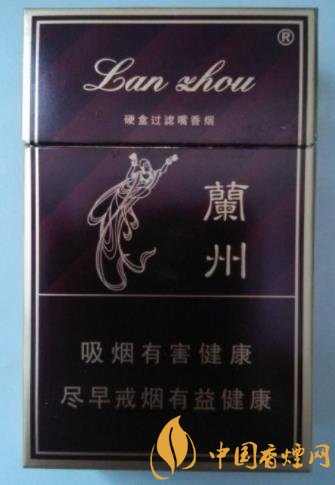 ®
Lan zhou
硬盒过滤嘴香烟
蘭州
吸烟有害健康
尽早戒烟有益健康
中国香煙网